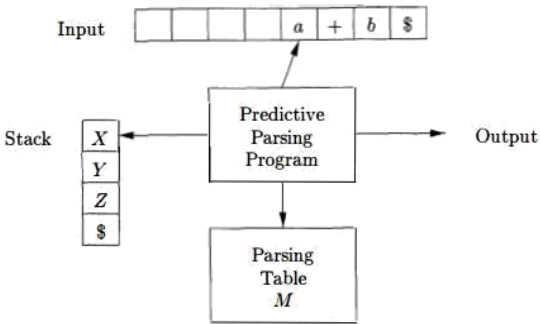 Input
a + b $
Predictive
Parsing
Program
Stack
X
Y
Z
$
Output
Parsing
Table
M